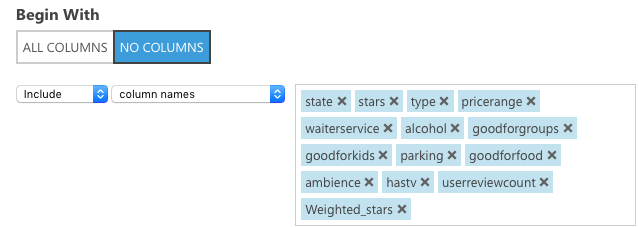 Begin With
ALL COLUMNS NO COLUMNS
Include column names state × stars × type × pricerange ×
waiterservice × alcohol × goodforgroups ×
goodforkids × parking × goodforfood ×
ambience × hastv × userreviewcount ×
Weighted_stars ×